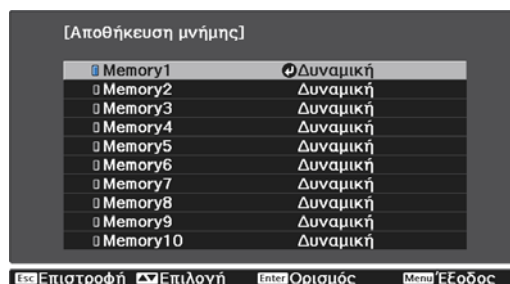 [Αποθήκευση μνήμης]
Memory1 Δυναμική
Memory2 Δυναμική
Memory3 Δυναμική
Memory4 Δυναμική
Memory5 Δυναμική
Memory6 Δυναμική
Memory7 Δυναμική
Memory8 Δυναμική
Memory9 Δυναμική
Memory10 Δυναμική
Esc Επιστροφή Επιλογή Enter Ορισμός Menu Έξοδος